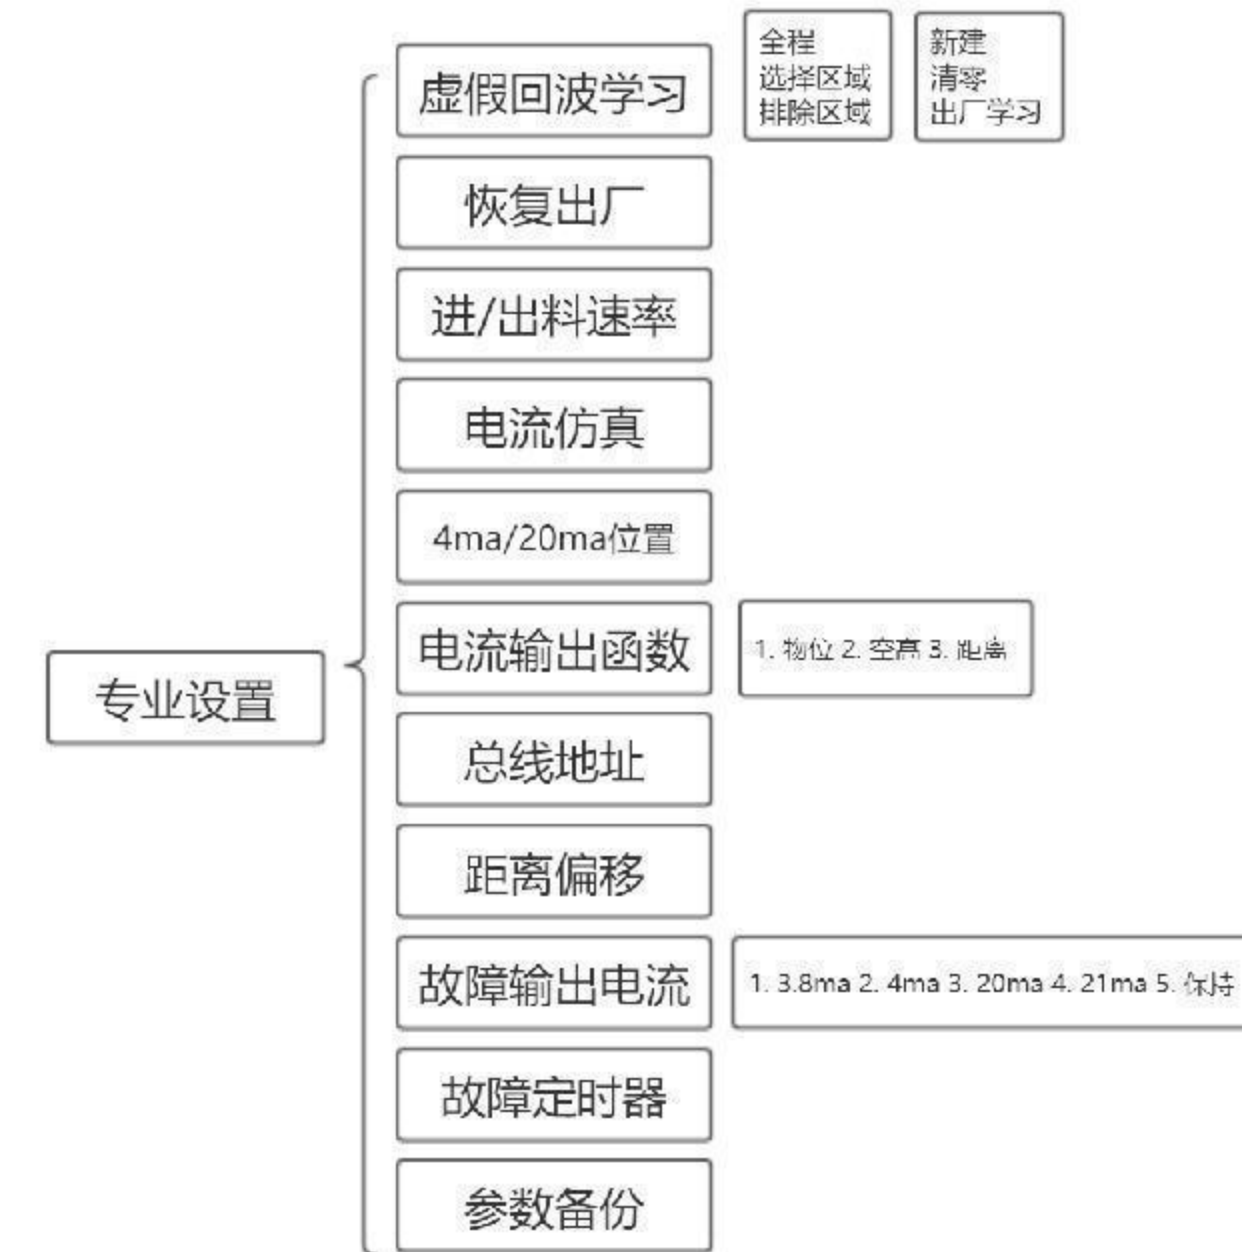 全程
选择区域
排除区域
新建
清零
出厂学习
虚假回波学习
恢复出厂
进/出料速率
电流仿真
4ma/20ma位置
电流输出函数
1. 物位 2. 空高 3. 距离
专业设置
总线地址
距离偏移
故障输出电流
1. 3.8ma 2. 4ma 3. 20ma 4. 21ma 5. 保持
故障定时器
参数备份